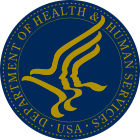 DEPARTMENT OF HEALTH & HUMAN SERVICES
· USA ·